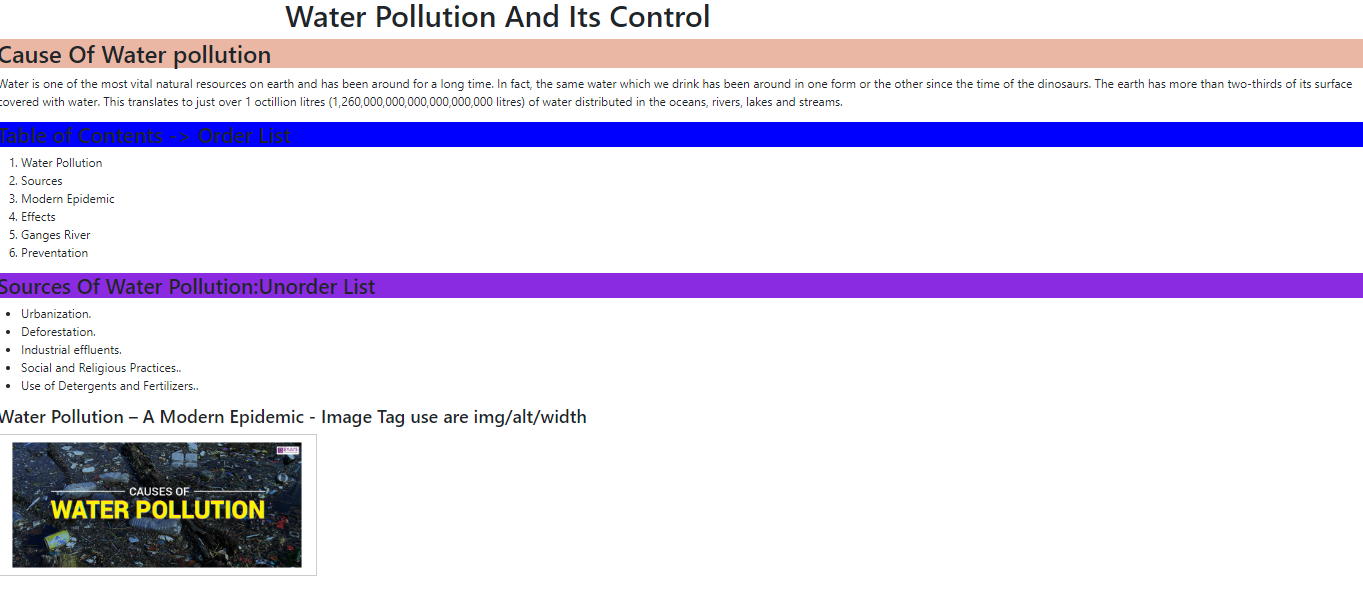 Water Pollution And Its Control
Cause Of Water pollution
Water is one of the most vital natural resources on earth and has been around for a long time. In fact, the same water which we drink has been around in one form or the other since the time of the dinosaurs. The earth has more than two-thirds of its surface
covered with water. This translates to just over 1 octillion litres (1,260,000,000,000,000,000,000 litres) of water distributed in the oceans, rivers, lakes and streams.
Table of Contents -> Order List
1. Water Pollution
2. Sources
3. Modern Epidemic
4. Effects
5. Ganges River
6. Preventation
Sources Of Water Pollution:Unorder List
• Urbanization.
• Deforestation.
• Industrial effluents.
• Social and Religious Practices..
• Use of Detergents and Fertilizers..
Water Pollution – A Modern Epidemic - Image Tag use are img/alt/width
CAUSES OF
WATER POLLUTION